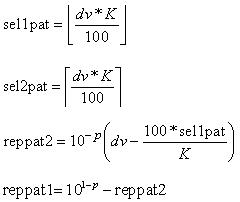 sel1pat = ⌊dv*K / 100⌋
sel2pat = ⌈dv*K / 100⌉
reppat2 = 10^{-p}(dv − 100*sel1pat / K)
reppat1 = 10^{1-p} − reppat2